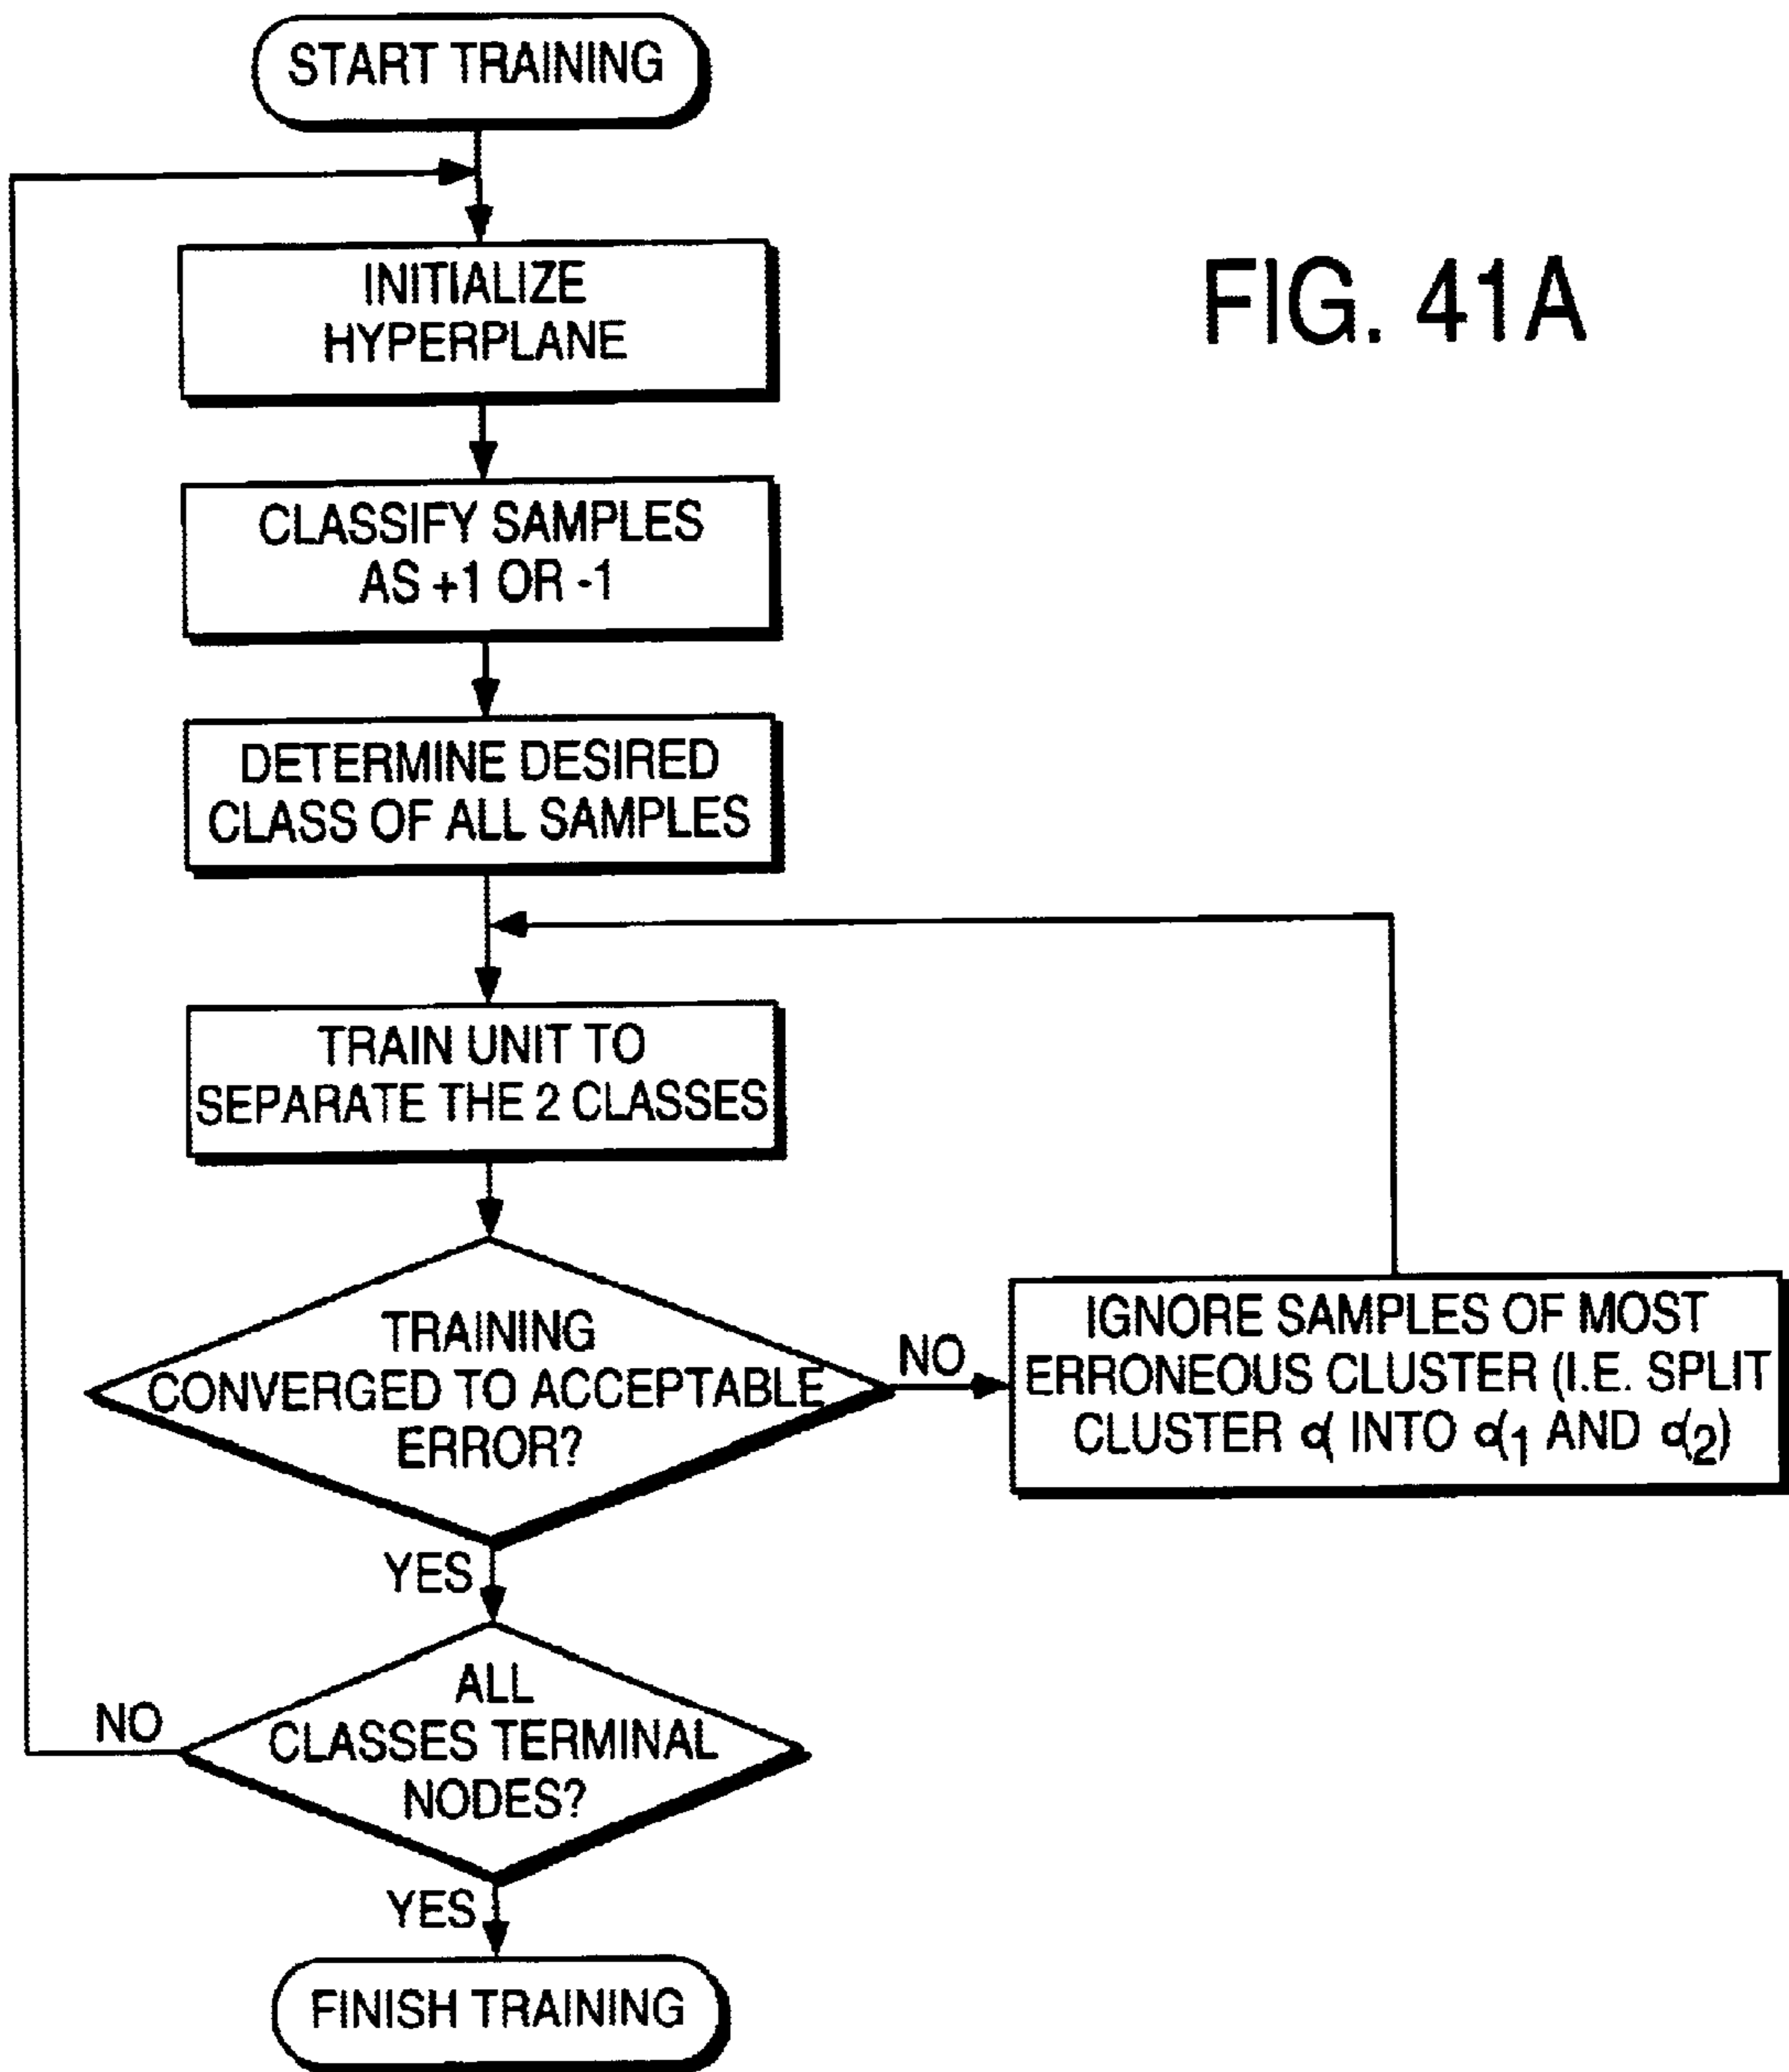 START TRAINING
FIG. 41A
INITIALIZE
HYPERPLANE
CLASSIFY SAMPLES
AS +1 OR -1
DETERMINE DESIRED
CLASS OF ALL SAMPLES
TRAIN UNIT TO
SEPARATE THE 2 CLASSES
TRAINING
CONVERGED TO ACCEPTABLE
ERROR?
NO
IGNORE SAMPLES OF MOST
ERRONEOUS CLUSTER (I.E. SPLIT
CLUSTER α INTO α1 AND α2)
YES
ALL
CLASSES TERMINAL
NODES?
NO
YES
FINISH TRAINING